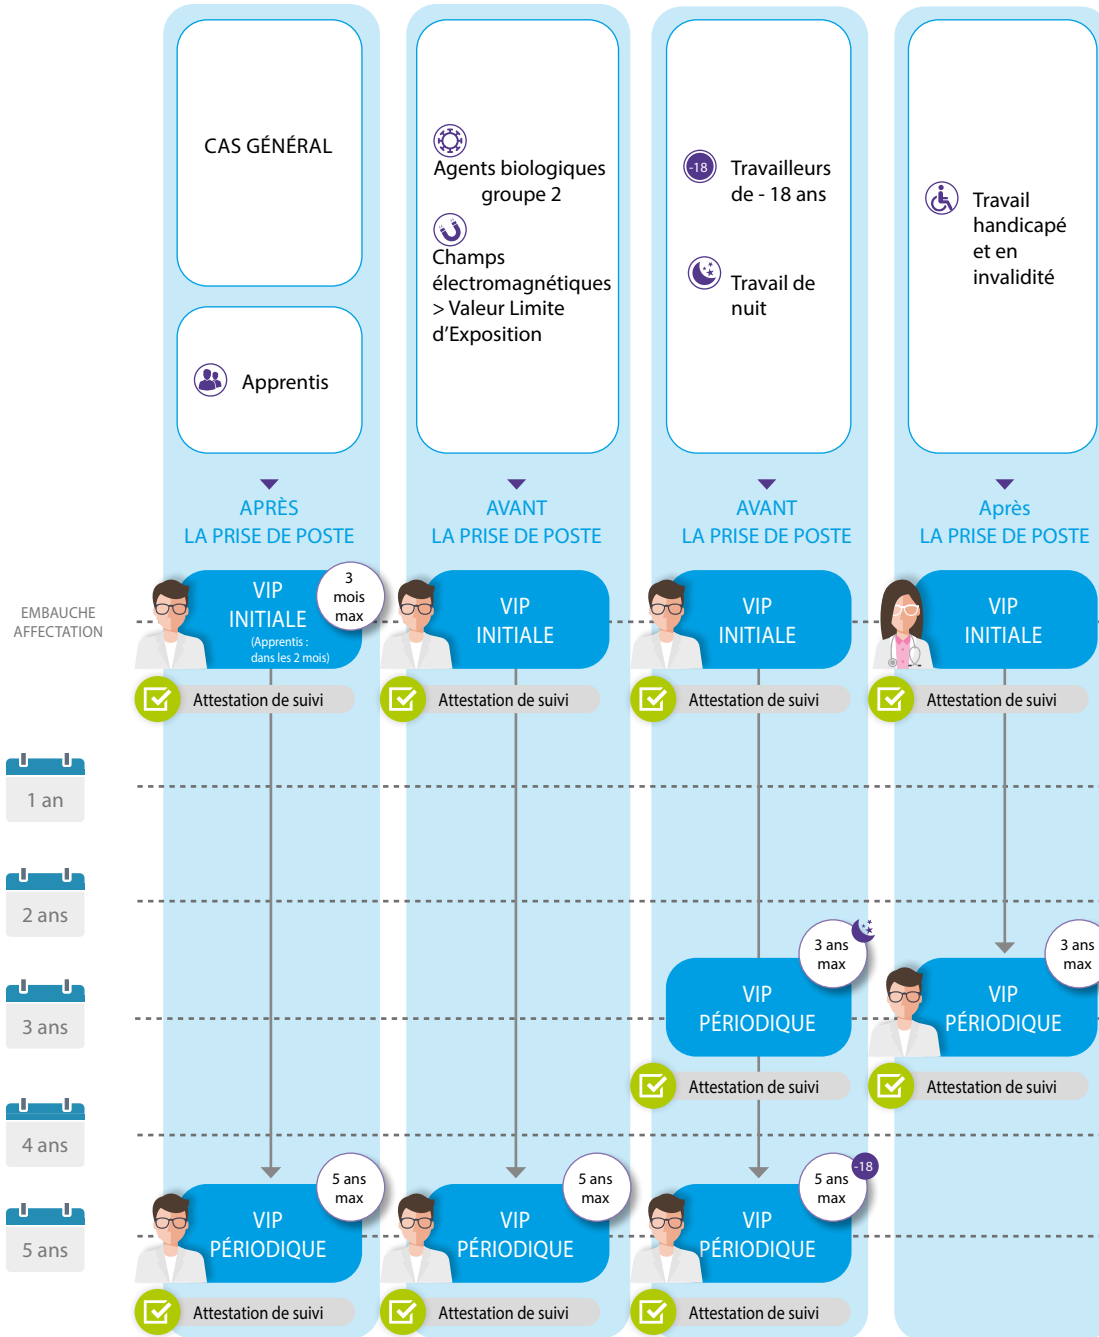 CAS GÉNÉRAL
Apprentis
Agents biologiques
groupe 2
Champs
électromagnétiques
> Valeur Limite
d'Exposition
-18
Travailleurs
de - 18 ans
Travail de
nuit
Travail
handicapé
et en
invalidité
APRÈS
LA PRISE DE POSTE
AVANT
LA PRISE DE POSTE
AVANT
LA PRISE DE POSTE
Après
LA PRISE DE POSTE
EMBAUCHE
AFFECTATION
VIP
INITIALE
(Apprentis :
dans les 2 mois)
3
mois
max
VIP
INITIALE
VIP
INITIALE
VIP
INITIALE
Attestation de suivi
Attestation de suivi
Attestation de suivi
Attestation de suivi
1 an
2 ans
3 ans
3 ans
max
VIP
PÉRIODIQUE
3 ans
max
VIP
PÉRIODIQUE
Attestation de suivi
Attestation de suivi
4 ans
5 ans
5 ans
max
VIP
PÉRIODIQUE
5 ans
max
VIP
PÉRIODIQUE
5 ans
max
-18
VIP
PÉRIODIQUE
Attestation de suivi
Attestation de suivi
Attestation de suivi